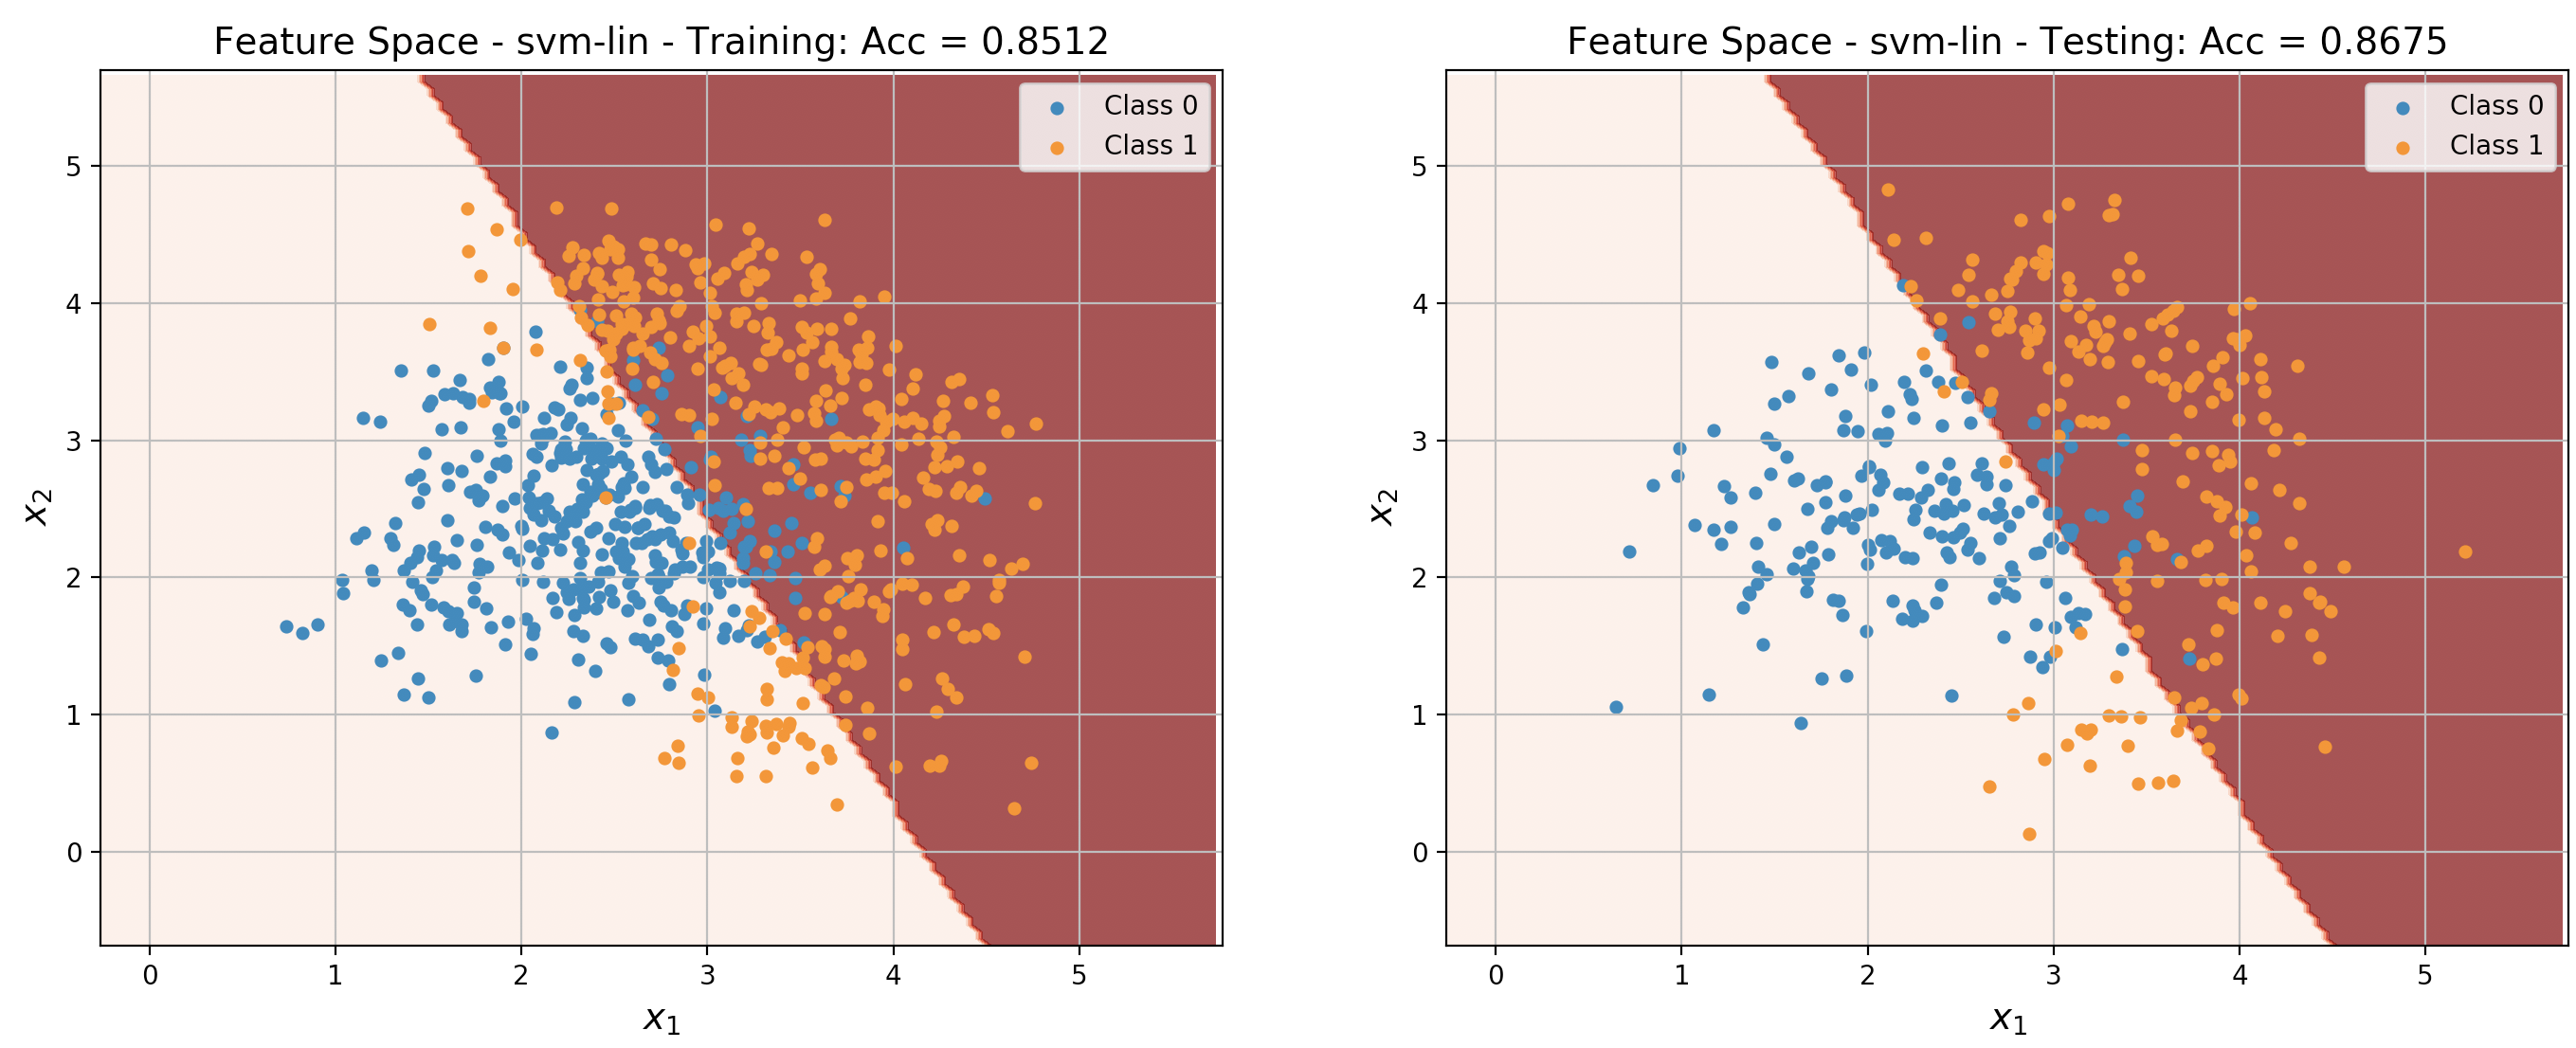 Feature Space - svm-lin - Training: Acc = 0.8512
Class 0
Class 1
5
4
3
2
1
0
x₂
0 1 2 3 4 5
x₁
Feature Space - svm-lin - Testing: Acc = 0.8675
Class 0
Class 1
5
4
3
2
1
0
x₂
0 1 2 3 4 5
x₁